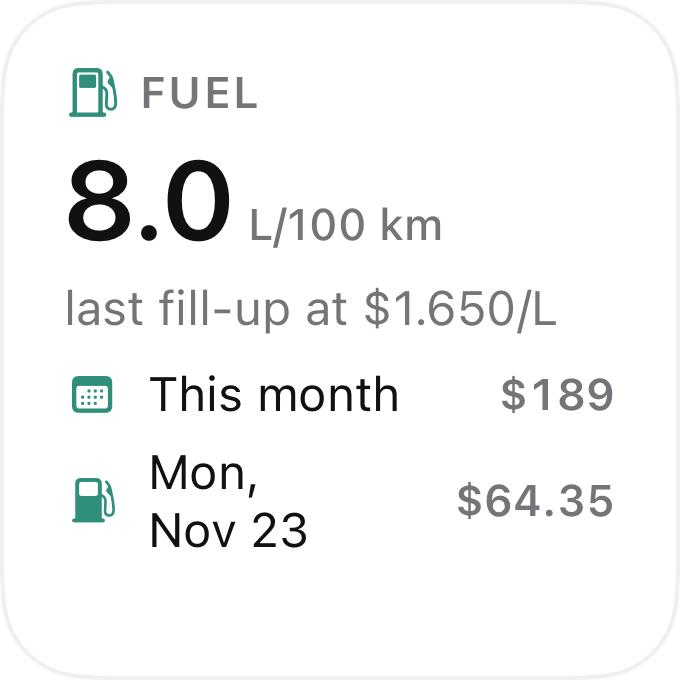 FUEL
8.0 L/100 km
last fill-up at $1.650/L
This month $189
Mon,
Nov 23 $64.35